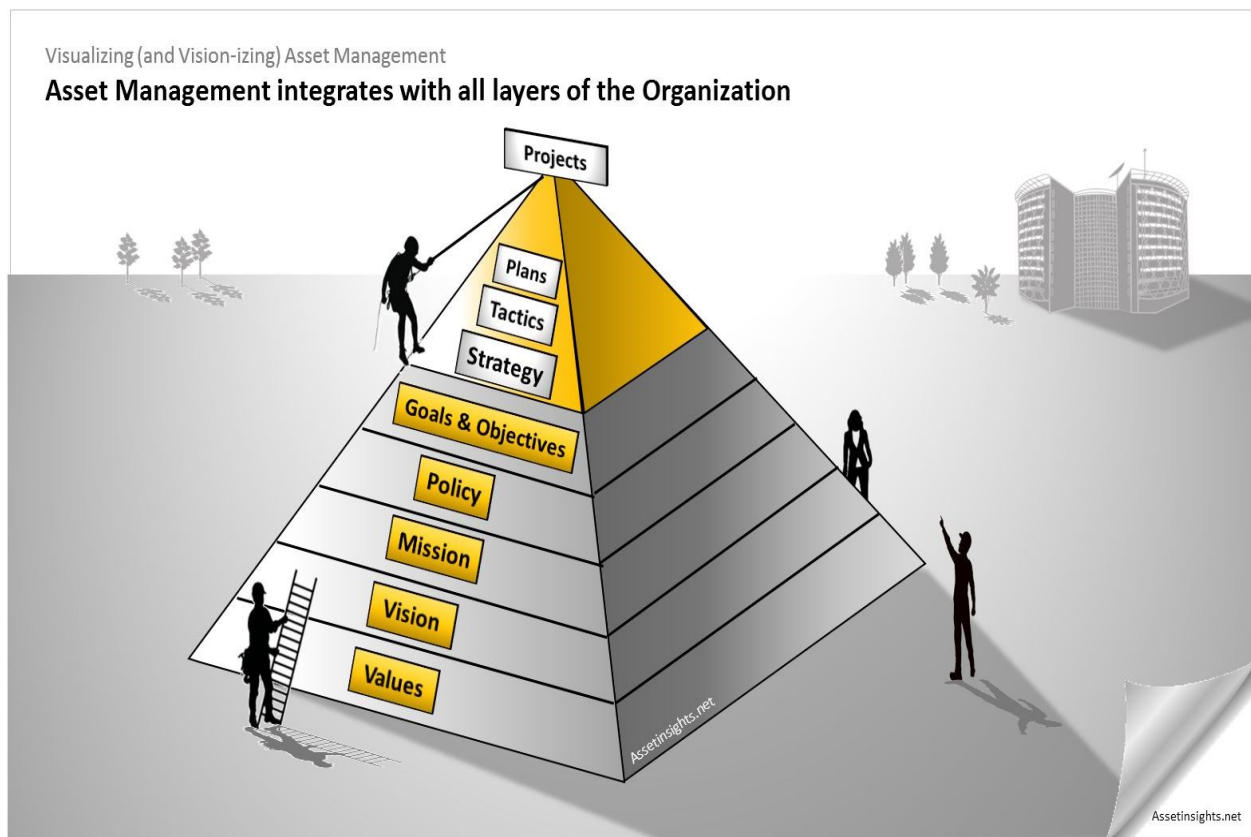 Visualizing (and Vision-izing) Asset Management
Asset Management integrates with all layers of the Organization
Projects
Plans
Tactics
Strategy
Goals & Objectives
Policy
Mission
Vision
Values
Assetinsights.net
Assetinsights.net